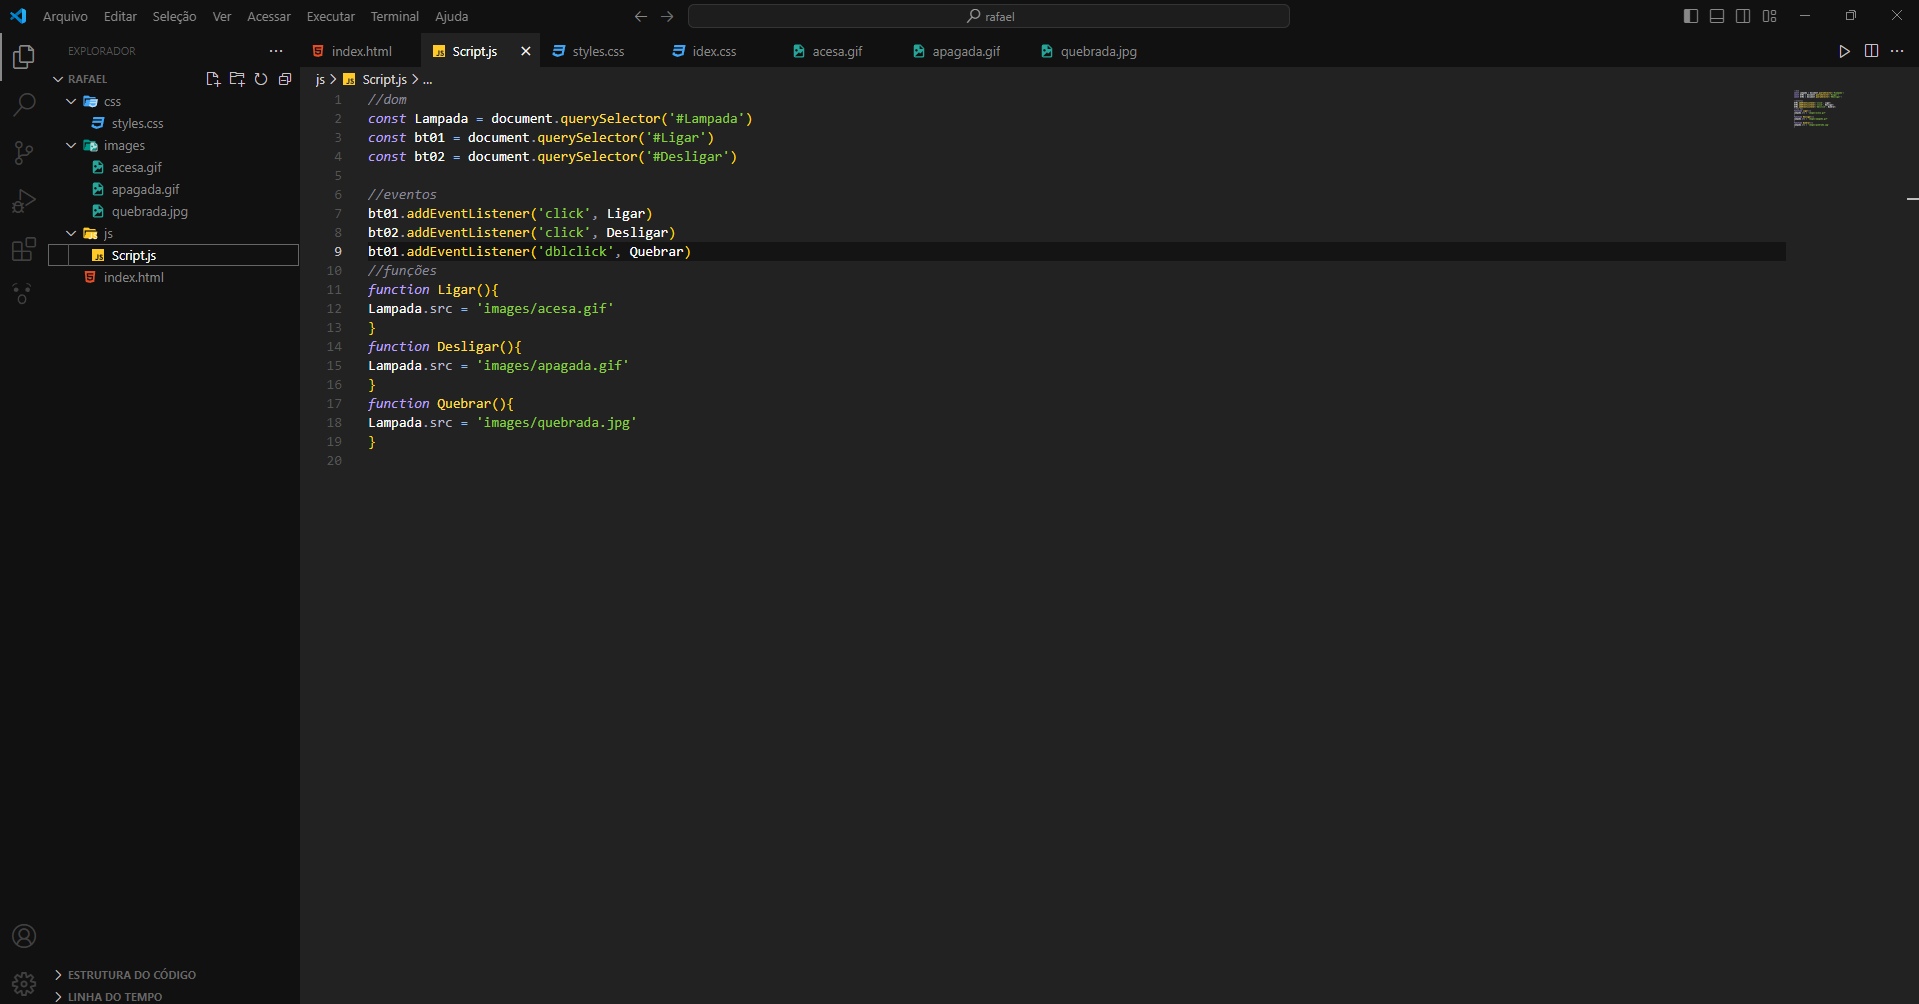 Arquivo Editar Seleção Ver Acessar Executar Terminal Ajuda
rafael
EXPLORADOR
RAFAEL
css
styles.css
images
acesa.gif
apagada.gif
quebrada.jpg
js
Script.js
index.html
ESTRUTURA DO CÓDIGO
LINHA DO TEMPO
index.html Script.js styles.css idex.css acesa.gif apagada.gif quebrada.jpg
js > JS Script.js > ...
1 //dom
2 const Lampada = document.querySelector('#Lampada')
3 const bt01 = document.querySelector('#Ligar')
4 const bt02 = document.querySelector('#Desligar')
5
6 //eventos
7 bt01.addEventListener('click', Ligar)
8 bt02.addEventListener('click', Desligar)
9 bt01.addEventListener('dblclick', Quebrar)
10 //funções
11 function Ligar(){
12 Lampada.src = 'images/acesa.gif'
13 }
14 function Desligar(){
15 Lampada.src = 'images/apagada.gif'
16 }
17 function Quebrar(){
18 Lampada.src = 'images/quebrada.jpg'
19 }
20